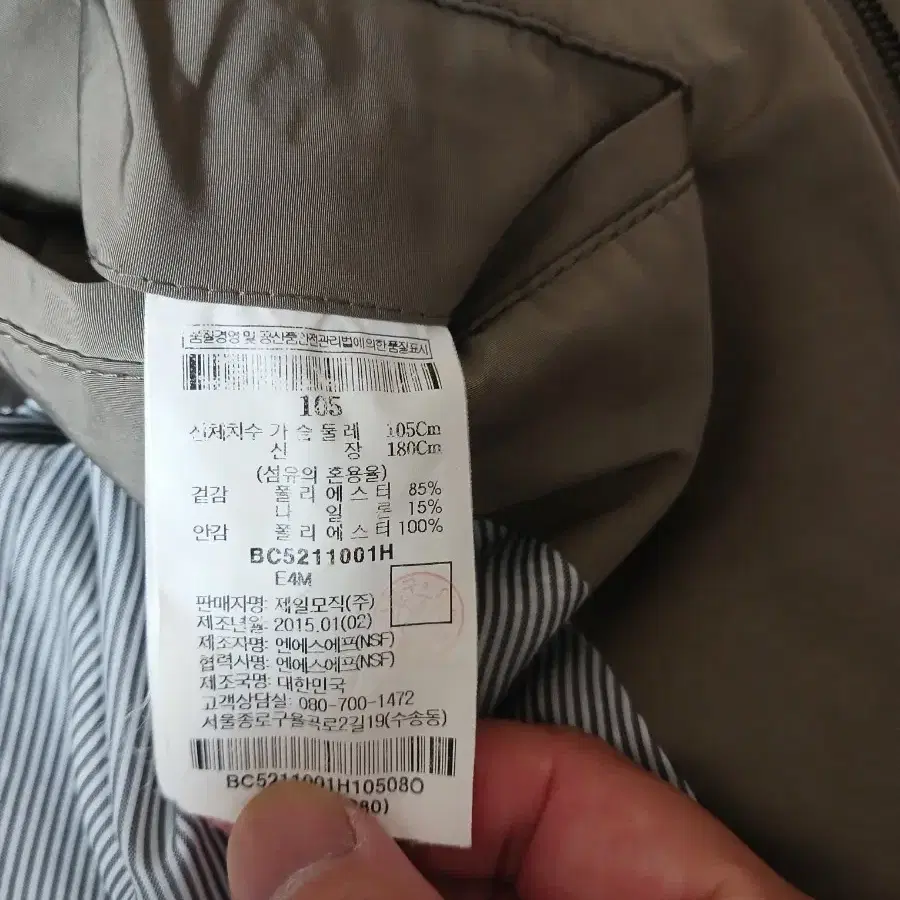 품질경영 및 공산품안전관리법에의한품질표시
105
신체치수 가 슴 둘 레 105Cm
신 장 180Cm
(섬유의 혼용율)
겉감 폴 리 에 스 터 85%
나 일 론 15%
안감 폴 리 에 스 터 100%
BC5211001H
E4M
판매자명: 제일모직(주)
제조년월: 2015.01(02)
제조자명: 엔에스에프(NSF)
협력사명: 엔에스에프(NSF)
제조국명: 대한민국
고객상담실: 080-700-1472
서울종로구율곡로2길19(수송동)
BC5211001H105080